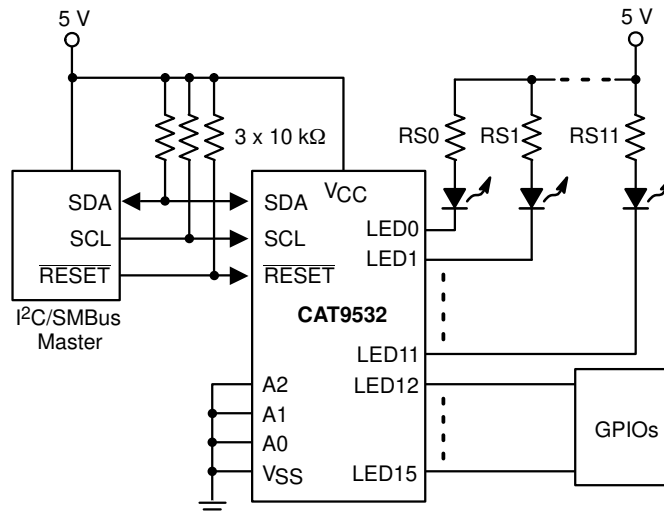 5 V
5 V
3 x 10 kΩ
RS0
RS1
RS11
VCC
SDA
SDA
LED0
SCL
SCL
LED1
RESET
RESET
I²C/SMBus
Master
CAT9532
LED11
A2
LED12
A1
GPIOs
A0
VSS
LED15